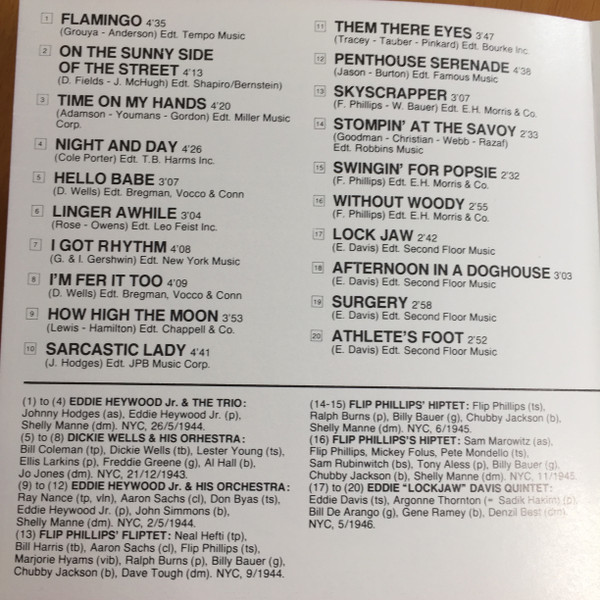 1 FLAMINGO 4'35
(Grouya - Anderson) Edt. Tempo Music
2 ON THE SUNNY SIDE
OF THE STREET 4'13
(D. Fields - J. McHugh) Edt. Shapiro/Bernstein)
3 TIME ON MY HANDS 4'20
(Adamson - Youmans - Gordon) Edt. Miller Music
Corp.
4 NIGHT AND DAY 4'26
(Cole Porter) Edt. T.B. Harms Inc.
5 HELLO BABE 3'07
(D. Wells) Edt. Bregman, Vocco & Conn
6 LINGER AWHILE 3'04
(Rose - Owens) Edt. Leo Feist Inc.
7 I GOT RHYTHM 4'08
(G. & I. Gershwin) Edt. New York Music
8 I'M FER IT TOO 4'09
(D. Wells) Edt. Bregman, Vocco & Conn
9 HOW HIGH THE MOON 3'53
(Lewis - Hamilton) Edt. Chappell & Co.
10 SARCASTIC LADY 4'41
(J. Hodges) Edt. JPB Music Corp.
11 THEM THERE EYES 3'47
(Tracey - Tauber - Pinkard) Edt. Bourke Inc.
12 PENTHOUSE SERENADE 4'38
(Jason - Burton) Edt. Famous Music
13 SKYSCRAPPER 3'07
(F. Phillips - W. Bauer) Edt. E.H. Morris & Co.
14 STOMPIN' AT THE SAVOY 2'33
(Goodman - Christian - Webb - Razaf)
Edt. Robbins Music
15 SWINGIN' FOR POPSIE 2'32
(F. Phillips) Edt. E.H. Morris & Co.
16 WITHOUT WOODY 2'55
(F. Phillips) Edt. E.H. Morris & Co.
17 LOCK JAW 2'42
(E. Davis) Edt. Second Floor Music
18 AFTERNOON IN A DOGHOUSE 3'03
(E. Davis) Edt. Second Floor Music
19 SURGERY 2'58
(E. Davis) Edt. Second Floor Music
20 ATHLETE'S FOOT 2'52
(E. Davis) Edt. Second Floor Music
(1) to (4) EDDIE HEYWOOD Jr. & THE TRIO:
Johnny Hodges (as), Eddie Heywood Jr. (p),
Shelly Manne (dm). NYC, 26/5/1944.
(5) to (8) DICKIE WELLS & HIS ORHESTRA:
Bill Coleman (tp), Dickie Wells (tb), Lester Young (ts),
Ellis Larkins (p), Freddie Greene (g), Al Hall (b),
Jo Jones (dm). NYC, 21/12/1943.
(9) to (12) EDDIE HEYWOOD Jr. & HIS ORCHESTRA:
Ray Nance (tp, vln), Aaron Sachs (cl), Don Byas (ts),
Eddie Heywood Jr. (p), John Simmons (b),
Shelly Manne (dm). NYC, 2/5/1944.
(13) FLIP PHILLIPS' FLIPTET: Neal Hefti (tp),
Bill Harris (tb), Aaron Sachs (cl), Flip Phillips (ts),
Marjorie Hyams (vib), Ralph Burns (p), Billy Bauer (g),
Chubby Jackson (b), Dave Tough (dm). NYC, 9/1944.
(14-15) FLIP PHILLIPS' HIPTET: Flip Phillips (ts),
Ralph Burns (p), Billy Bauer (g), Chubby Jackson (b),
Shelly Manne (dm). NYC, 6/1945.
(16) FLIP PHILLIPS'S HIPTET: Sam Marowitz (as),
Flip Phillips, Mickey Folus, Pete Mondello (ts),
Sam Rubinwitch (bs), Tony Aless (p), Billy Bauer (g),
Chubby Jackson (b), Shelly Manne (dm). NYC, 11/1945.
(17) to (20) EDDIE "LOCKJAW" DAVIS QUINTET:
Eddie Davis (ts), Argonne Thornton (= Sadik Hakim) (p),
Bill De Arango (g), Gene Ramey (b), Denzil Best (dm).
NYC, 5/1946.